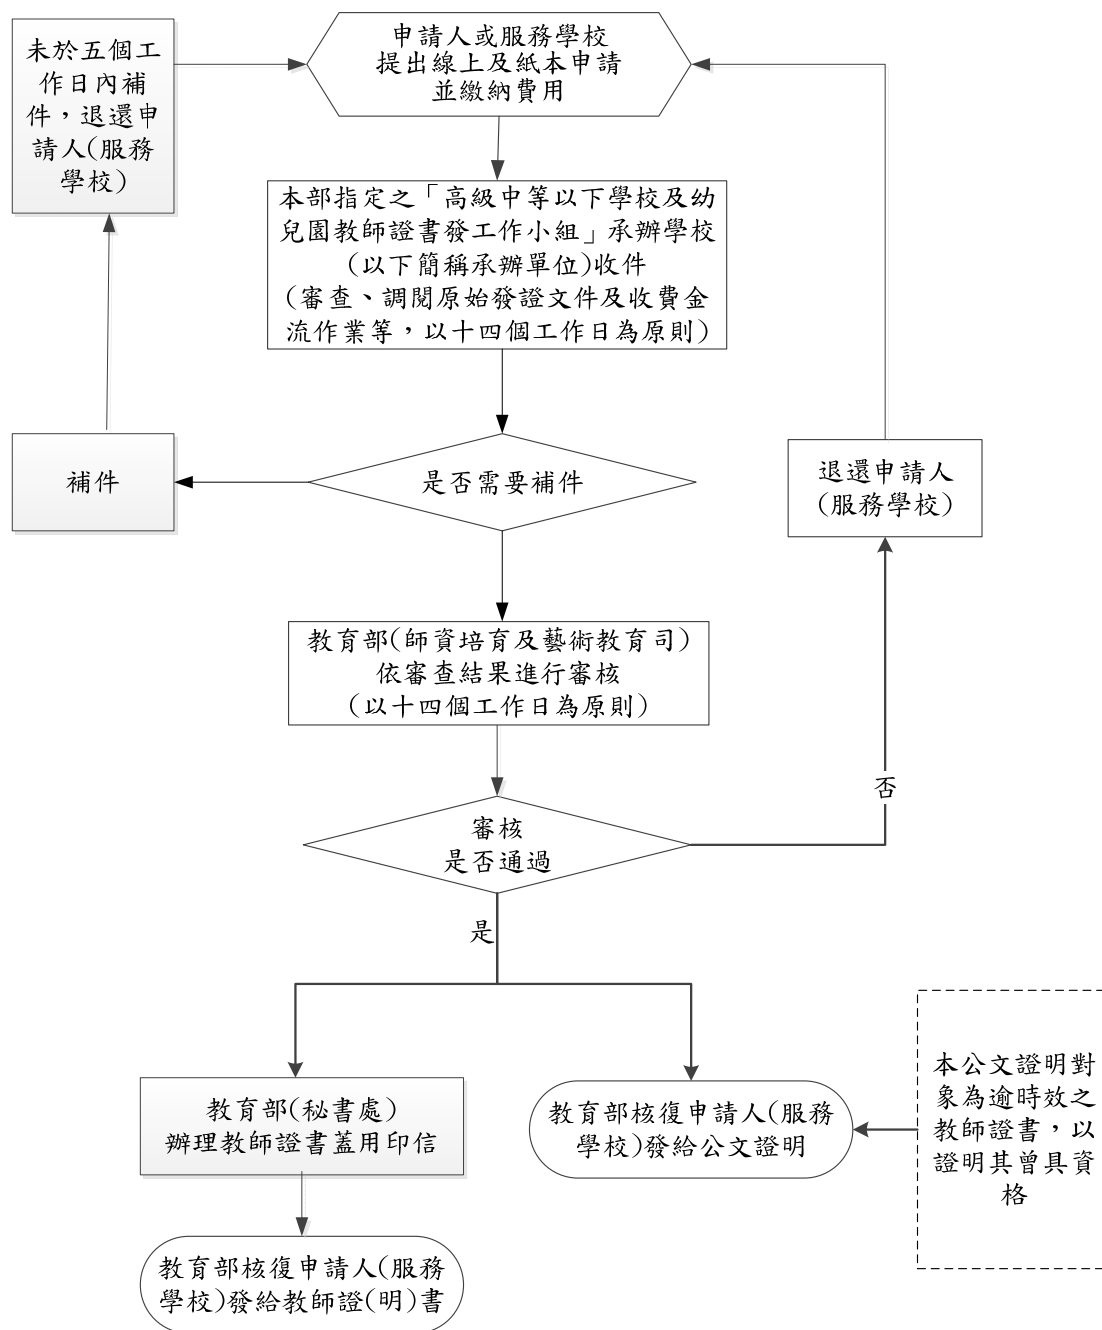 申請人或服務學校
提出線上及紙本申請
並繳納費用
未於五個工
作日內補
件，退還申
請人(服務
學校)
本部指定之「高級中等以下學校及幼
兒園教師證書發工作小組」承辦學校
(以下簡稱承辦單位)收件
(審查、調閱原始發證文件及收費金
流作業等，以十四個工作日為原則)
補件
是否需要補件
退還申請人
(服務學校)
教育部(師資培育及藝術教育司)
依審查結果進行審核
(以十四個工作日為原則)
否
審核
是否通過
是
教育部(秘書處)
辦理教師證書蓋用印信
教育部核復申請人(服務
學校)發給公文證明
本公文證明對
象為逾時效之
教師證書，以
證明其曾具資
格
教育部核復申請人(服務
學校)發給教師證(明)書